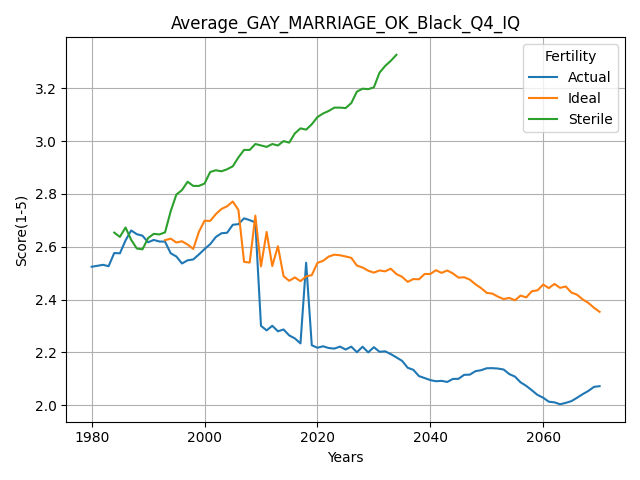 Average_GAY_MARRIAGE_OK_Black_Q4_IQ
Fertility
Actual
Ideal
Sterile
Score(1-5)
3.2
3.0
2.8
2.6
2.4
2.2
2.0
1980
2000
2020
2040
2060
Years